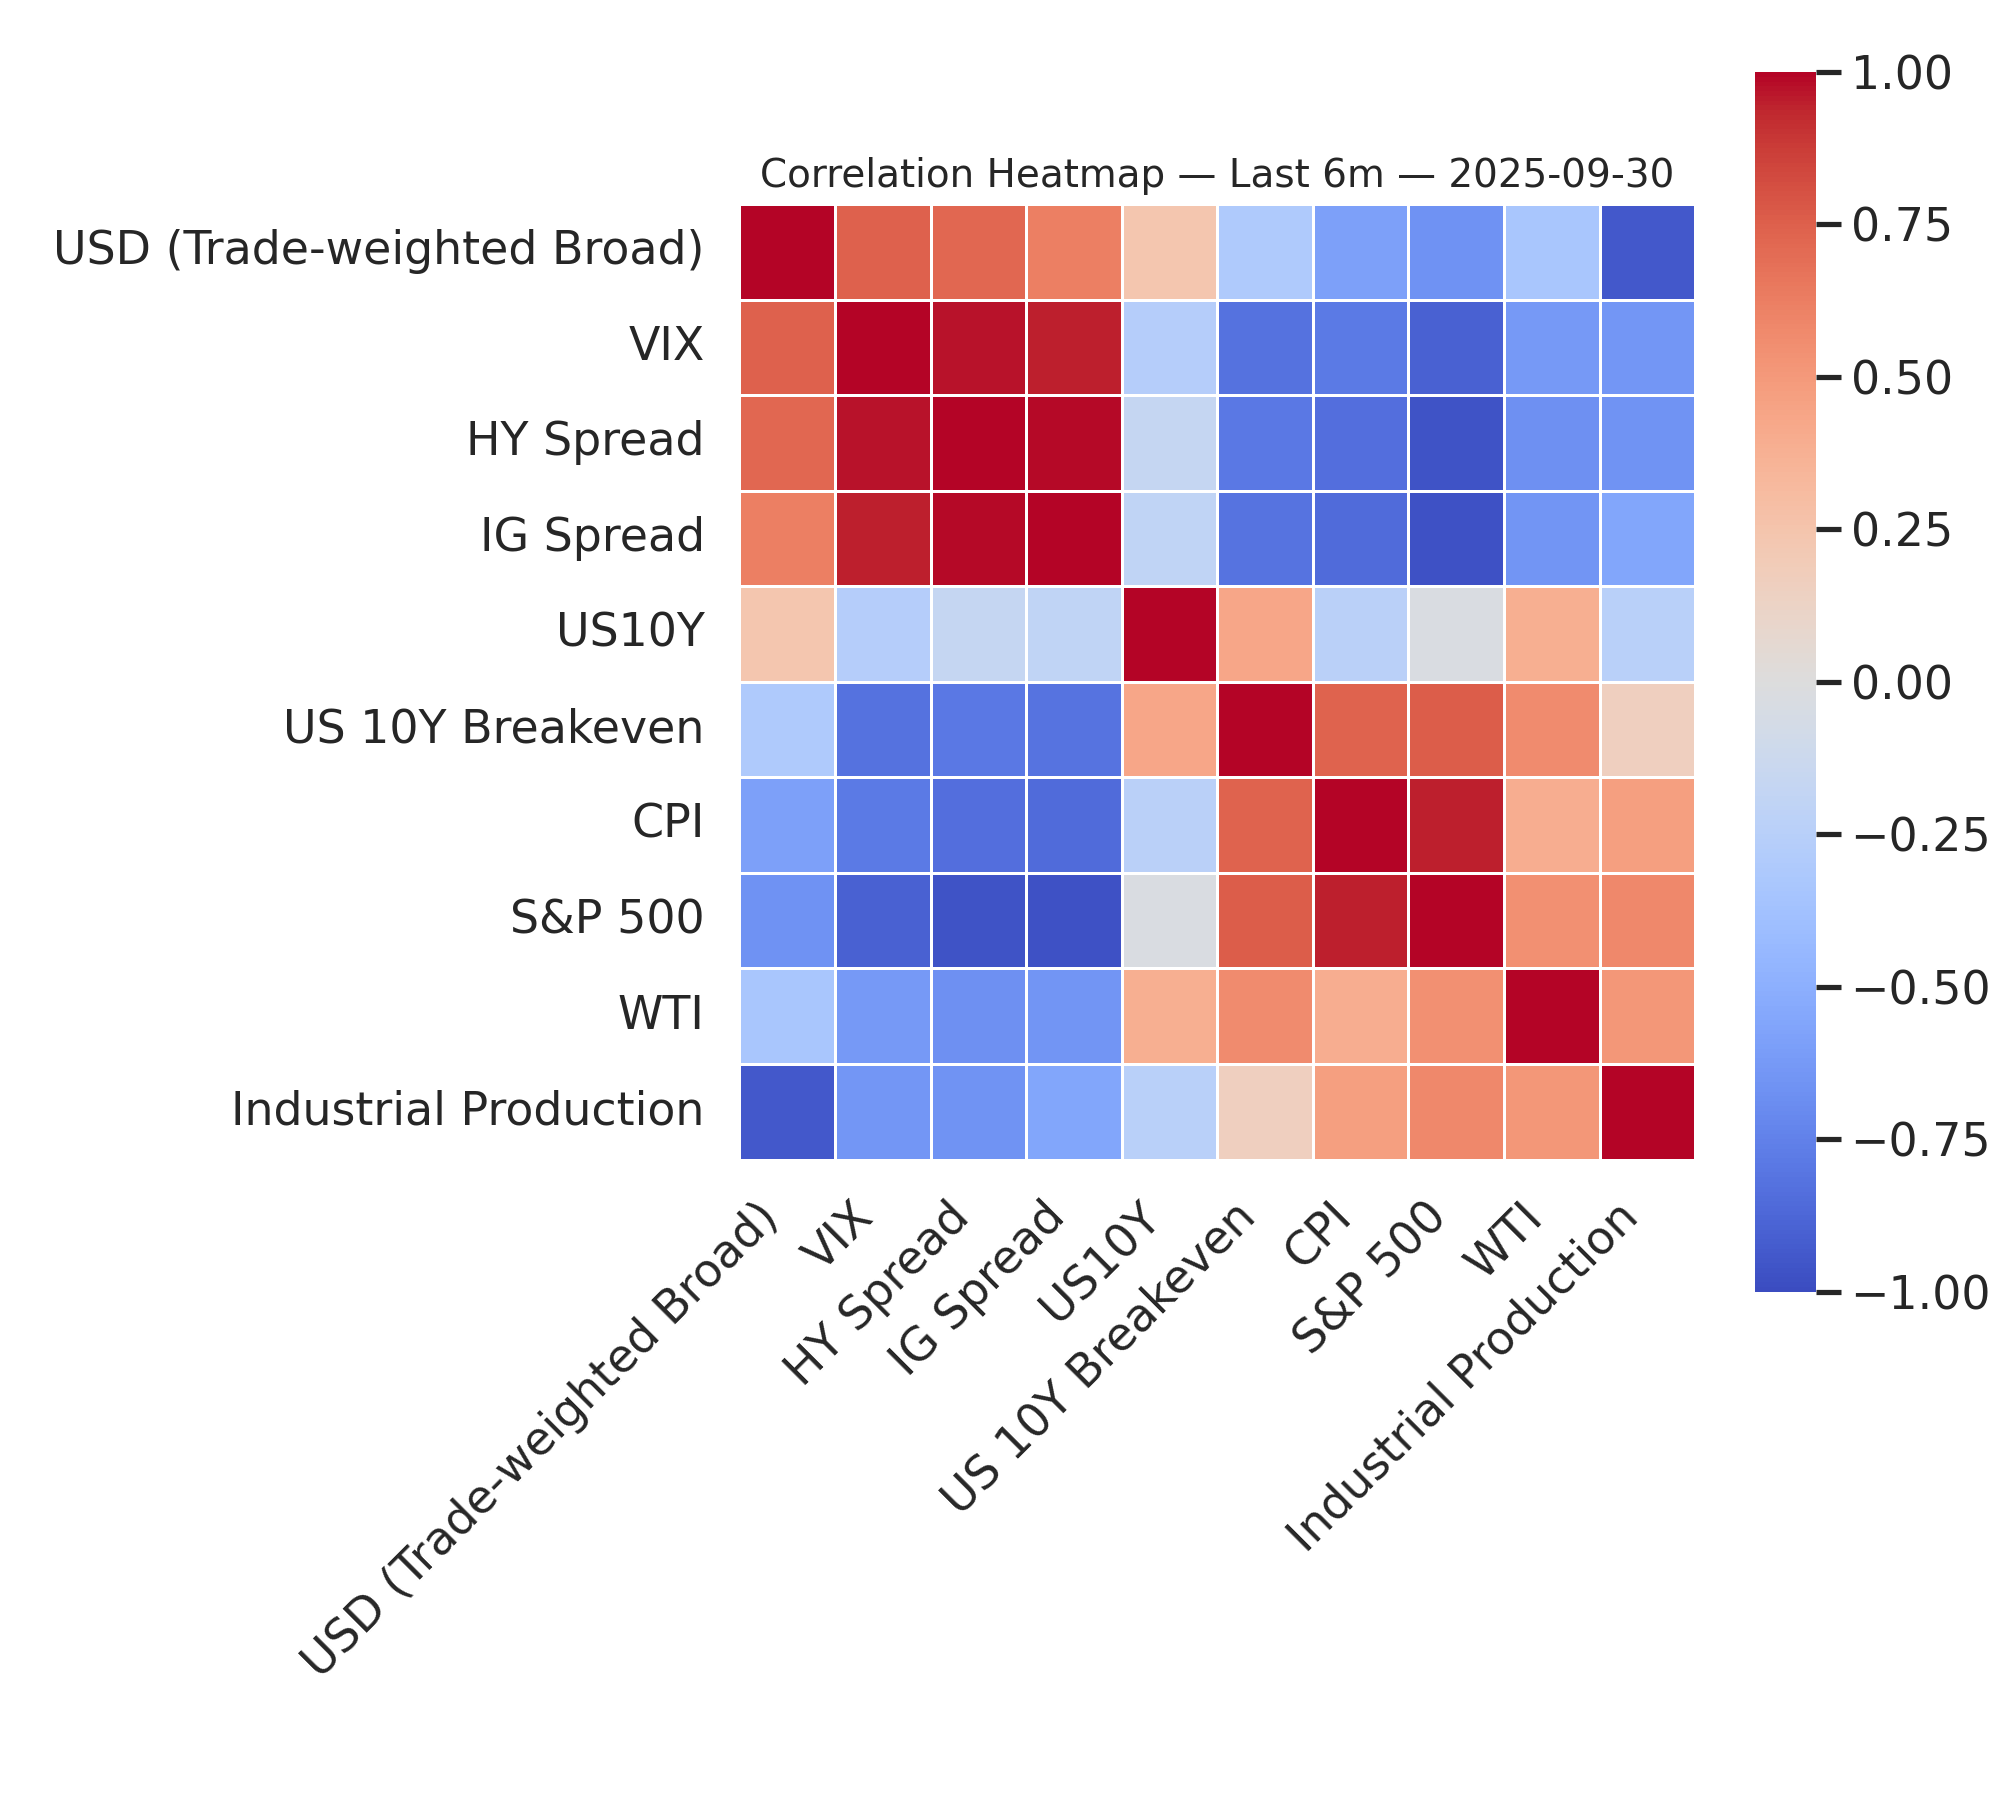 Correlation Heatmap — Last 6m — 2025-09-30
USD (Trade-weighted Broad)
VIX
HY Spread
IG Spread
US10Y
US 10Y Breakeven
CPI
S&P 500
WTI
Industrial Production
USD (Trade-weighted Broad)
VIX
HY Spread
IG Spread
US10Y
US 10Y Breakeven
CPI
S&P 500
WTI
Industrial Production
1.00
0.75
0.50
0.25
0.00
−0.25
−0.50
−0.75
−1.00